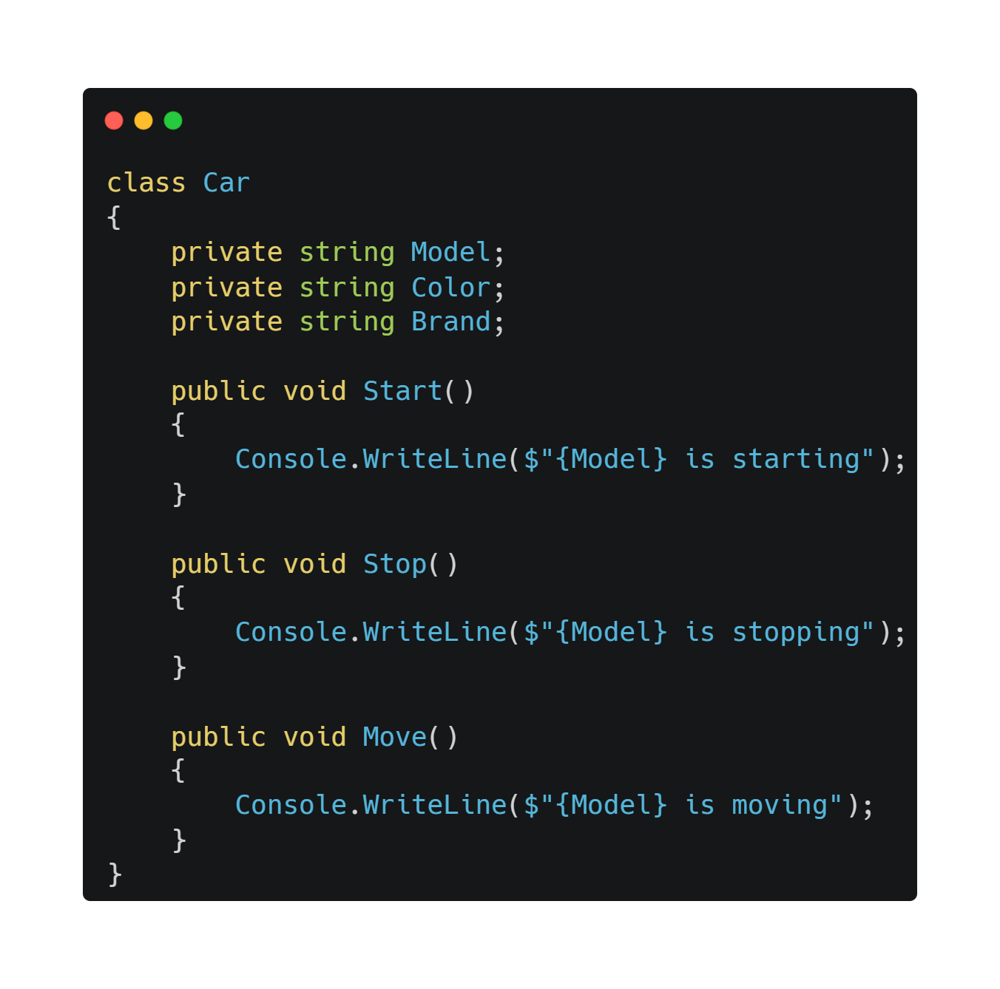 class Car
{
    private string Model;
    private string Color;
    private string Brand;

    public void Start()
    {
        Console.WriteLine($"{Model} is starting");
    }

    public void Stop()
    {
        Console.WriteLine($"{Model} is stopping");
    }

    public void Move()
    {
        Console.WriteLine($"{Model} is moving");
    }
}